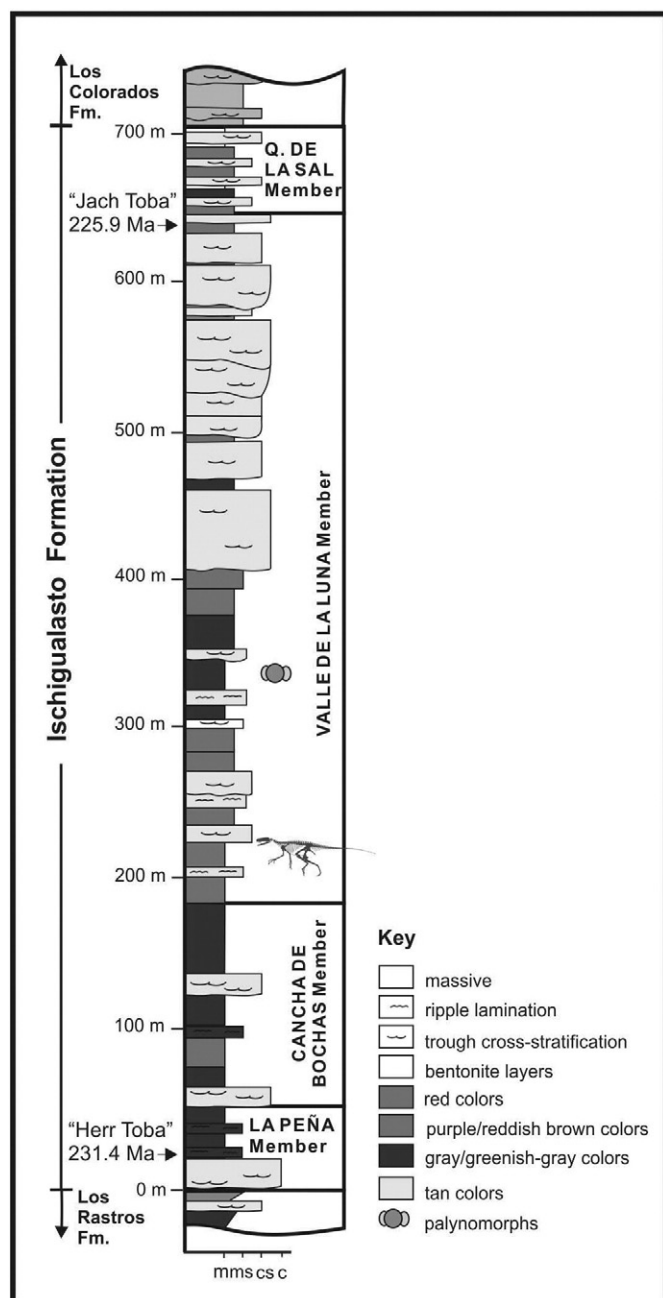 Los
Colorados
Fm.
700 m
Q. DE
LA SAL
Member
"Jach Toba"
225.9 Ma
600 m
500 m
Ischigualasto Formation
VALLE DE LA LUNA Member
400 m
300 m
200 m
CANCHA DE
BOCHAS Member
100 m
"Herr Toba"
231.4 Ma
LA PEÑA
Member
0 m
Los
Rastros
Fm.
mms cs c
Key
massive
ripple lamination
trough cross-stratification
bentonite layers
red colors
purple/reddish brown colors
gray/greenish-gray colors
tan colors
palynomorphs